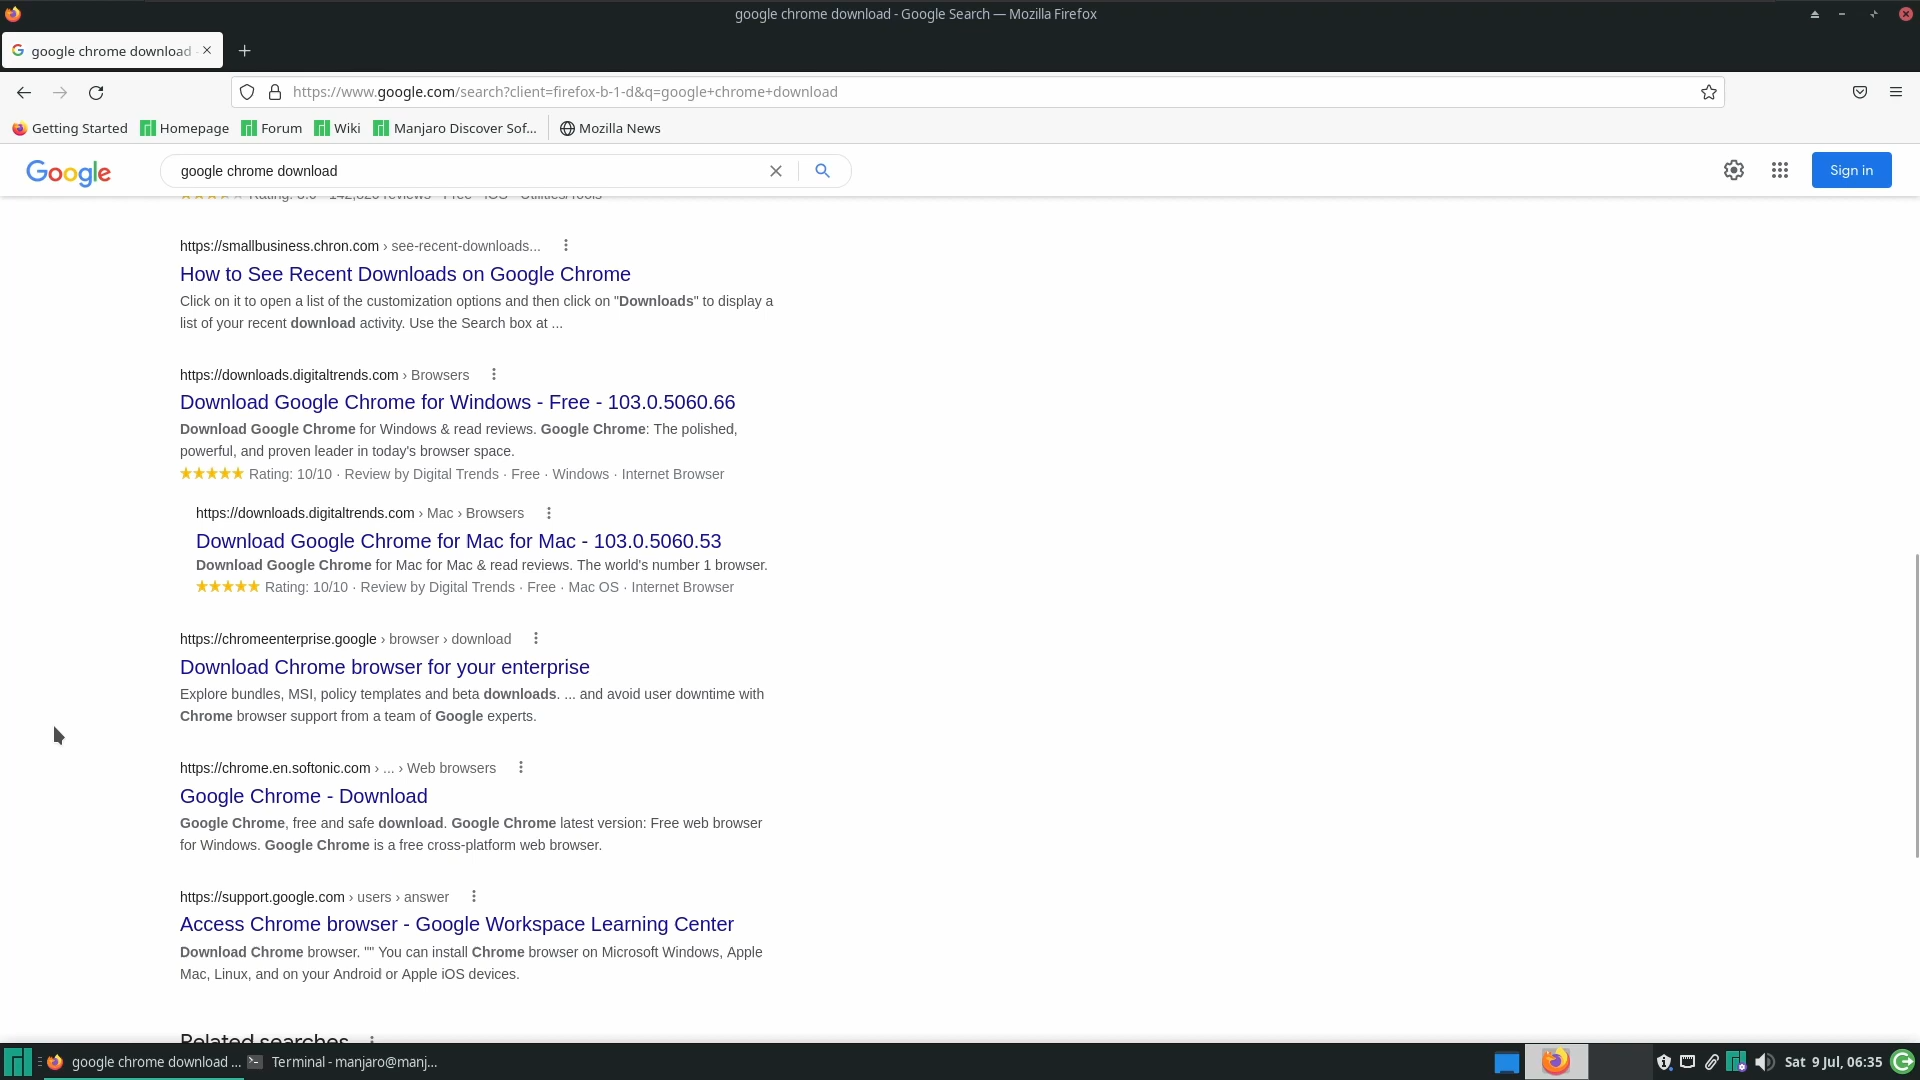 google chrome download - Google Search — Mozilla Firefox
google chrome download
https://www.google.com/search?client=firefox-b-1-d&q=google+chrome+download
Getting Started Homepage Forum Wiki Manjaro Discover Sof... Mozilla News
Google google chrome download Sign in
https://smallbusiness.chron.com › see-recent-downloads...
How to See Recent Downloads on Google Chrome
Click on it to open a list of the customization options and then click on "Downloads" to display a
list of your recent download activity. Use the Search box at ...
https://downloads.digitaltrends.com › Browsers
Download Google Chrome for Windows - Free - 103.0.5060.66
Download Google Chrome for Windows & read reviews. Google Chrome: The polished,
powerful, and proven leader in today's browser space.
Rating: 10/10 · Review by Digital Trends · Free · Windows · Internet Browser
https://downloads.digitaltrends.com › Mac › Browsers
Download Google Chrome for Mac for Mac - 103.0.5060.53
Download Google Chrome for Mac for Mac & read reviews. The world's number 1 browser.
Rating: 10/10 · Review by Digital Trends · Free · Mac OS · Internet Browser
https://chromeenterprise.google › browser › download
Download Chrome browser for your enterprise
Explore bundles, MSI, policy templates and beta downloads. ... and avoid user downtime with
Chrome browser support from a team of Google experts.
https://chrome.en.softonic.com › ... › Web browsers
Google Chrome - Download
Google Chrome, free and safe download. Google Chrome latest version: Free web browser
for Windows. Google Chrome is a free cross-platform web browser.
https://support.google.com › users › answer
Access Chrome browser - Google Workspace Learning Center
Download Chrome browser. "" You can install Chrome browser on Microsoft Windows, Apple
Mac, Linux, and on your Android or Apple iOS devices.
Related searches
google chrome download ... Terminal - manjaro@manj... Sat 9 Jul, 06:35